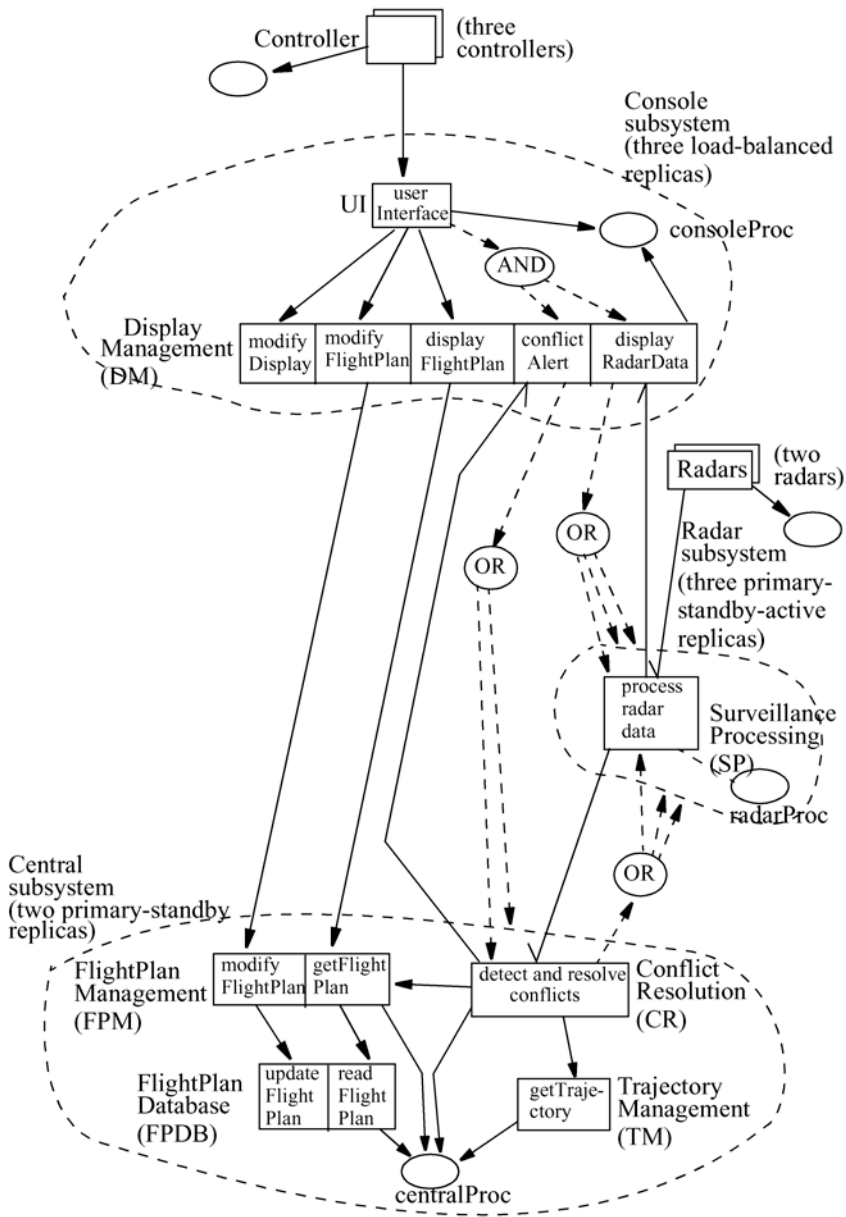 Controller
(three
controllers)
Console
subsystem
(three load-balanced
replicas)
UI
user
Interface
consoleProc
AND
Display
Management
(DM)
modify
Display
modify
FlightPlan
display
FlightPlan
conflict
Alert
display
RadarData
Radars
(two
radars)
OR
OR
Radar
subsystem
(three primary-
standby-active
replicas)
process
radar
data
Surveillance
Processing
(SP)
radarProc
OR
Central
subsystem
(two primary-standby
replicas)
FlightPlan
Management
(FPM)
modify
FlightPlan
getFlight
Plan
detect and resolve
conflicts
Conflict
Resolution
(CR)
FlightPlan
Database
(FPDB)
update
Flight
Plan
read
Flight
Plan
getTraje-
ctory
Trajectory
Management
(TM)
centralProc